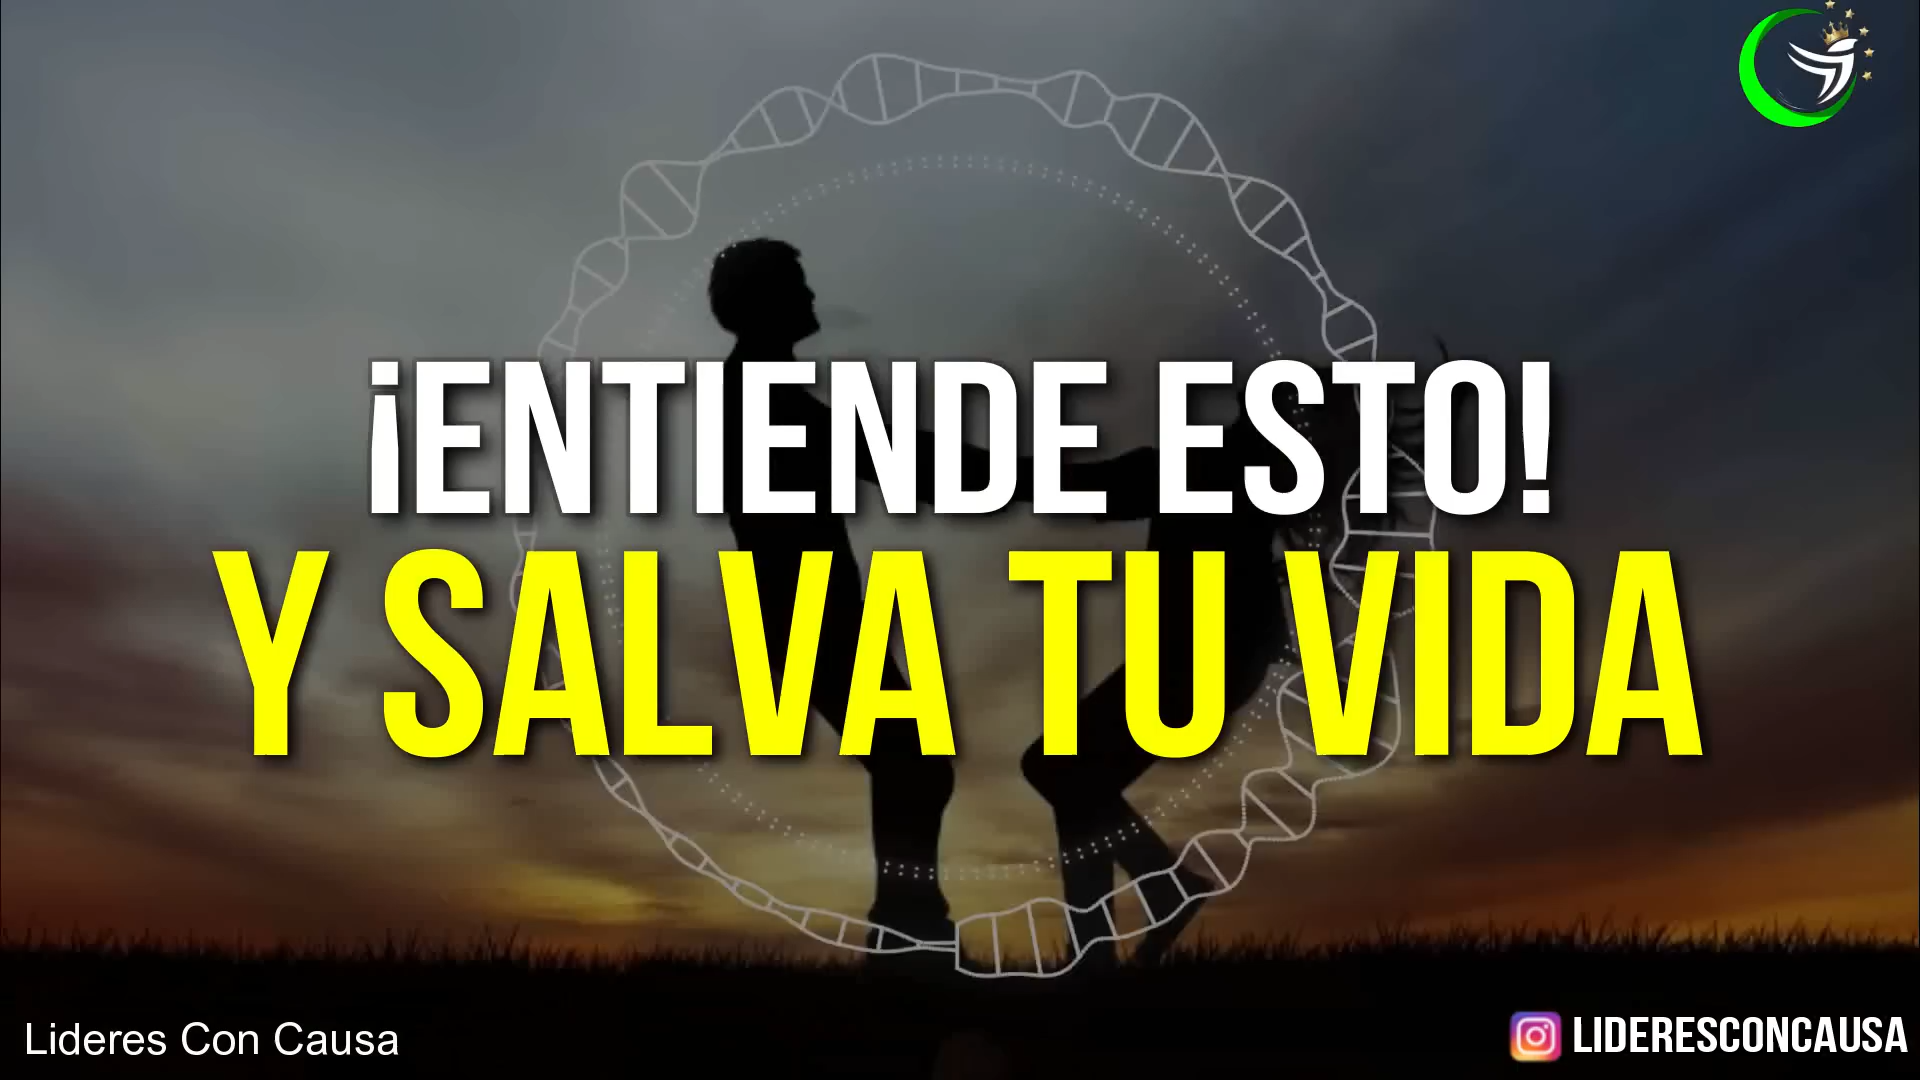 ¡ENTIENDE ESTO!
Y SALVA TU VIDA
Lideres Con Causa
LIDERESCONCAUSA